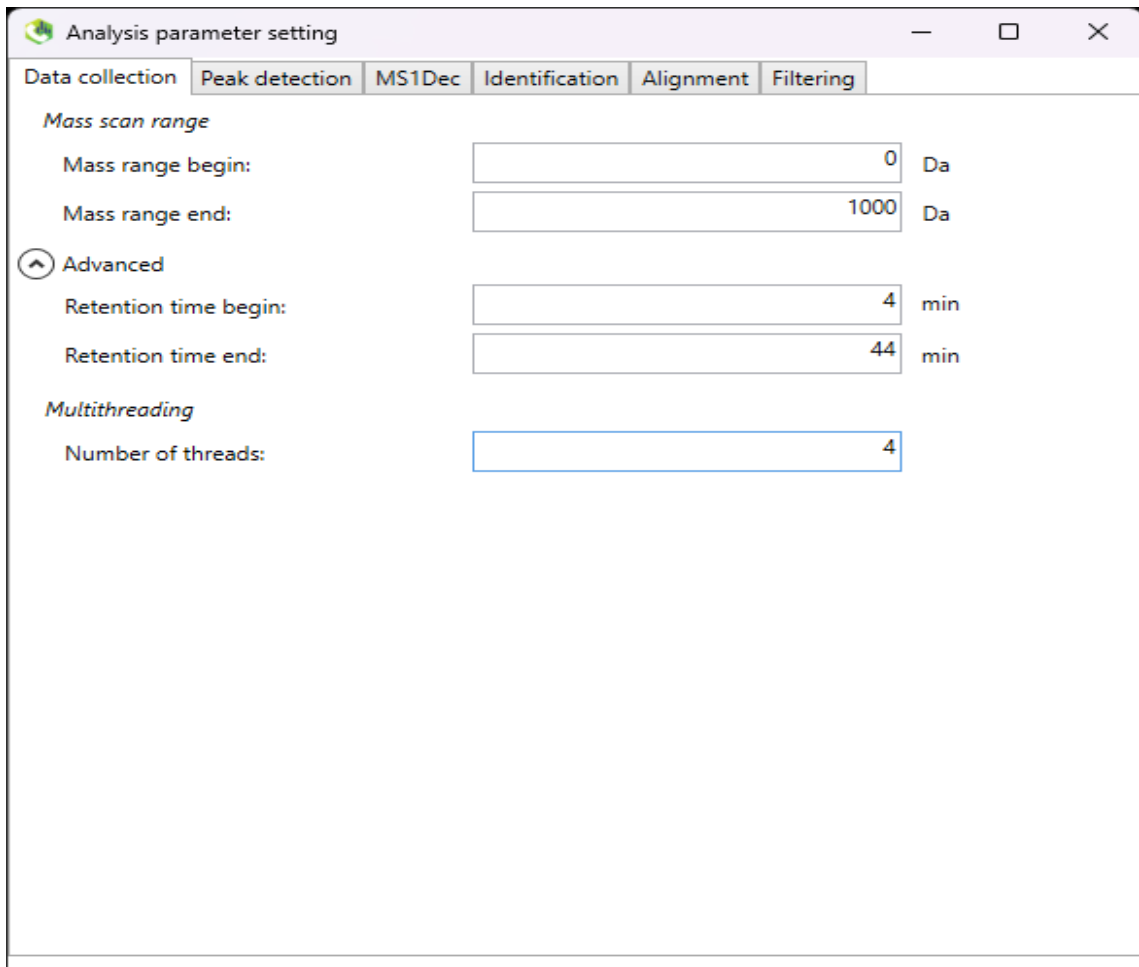 Analysis parameter setting
Data collection Peak detection MS1Dec Identification Alignment Filtering
Mass scan range
Mass range begin: 0 Da
Mass range end: 1000 Da
Advanced
Retention time begin: 4 min
Retention time end: 44 min
Multithreading
Number of threads: 4